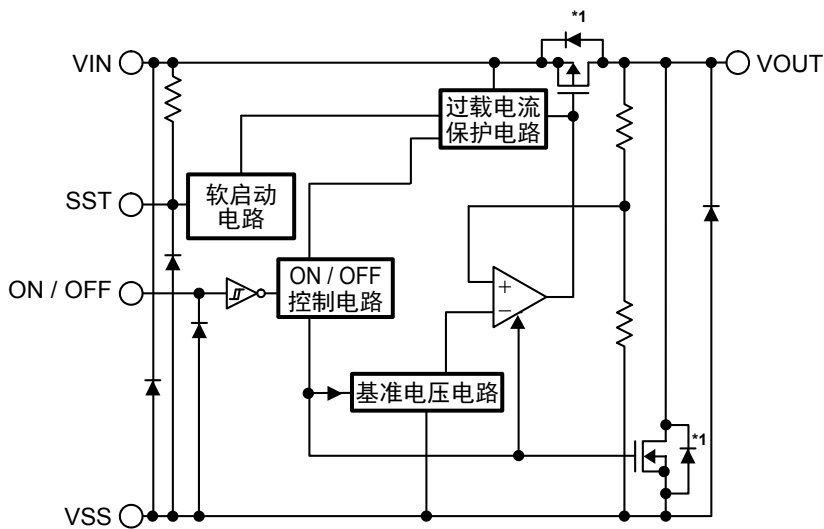 *1
VIN
VOUT
过载电流
保护电路
SST
软启动
电路
ON / OFF
ON / OFF
控制电路
+
−
基准电压电路
*1
VSS